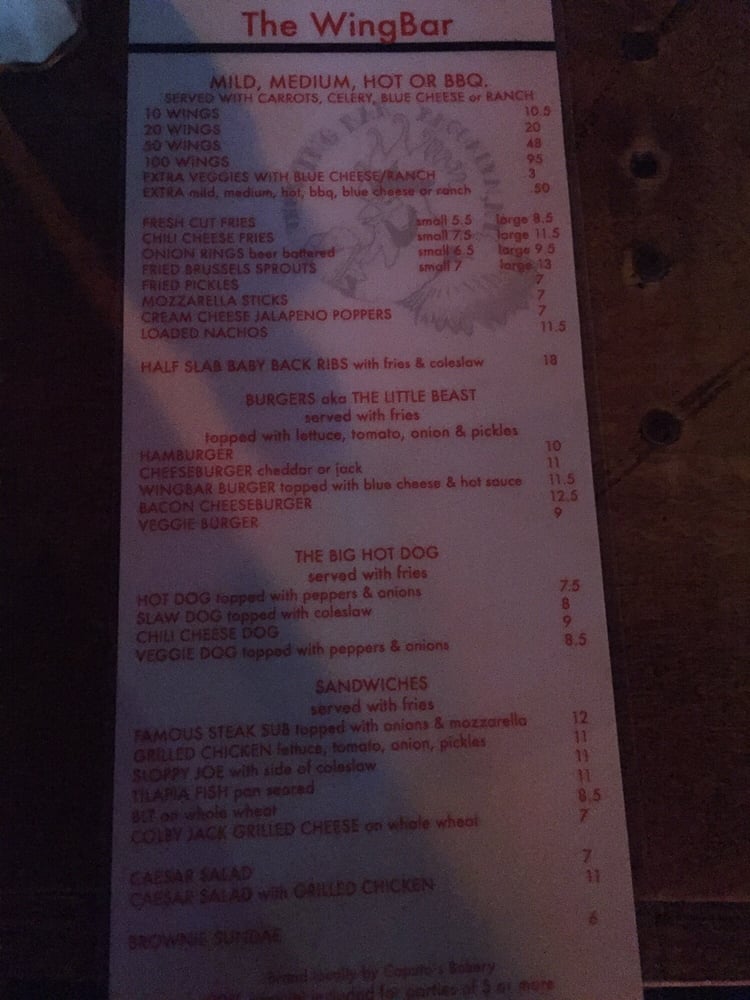 The WingBar
MILD, MEDIUM, HOT OR BBQ.
SERVED WITH CARROTS, CELERY, BLUE CHEESE or RANCH
10 WINGS 10.5
20 WINGS 20
50 WINGS 48
100 WINGS 95
EXTRA VEGGIES WITH BLUE CHEESE/RANCH 3
EXTRA mild, medium, hot, bbq, blue cheese or ranch .50
FRESH CUT FRIES small 5.5 large 8.5
CHILI CHEESE FRIES small 7.5 large 11.5
ONION RINGS beer battered small 6.5 large 9.5
FRIED BRUSSELS SPROUTS small 7 large 13
FRIED PICKLES 7
MOZZARELLA STICKS 7
CREAM CHEESE JALAPENO POPPERS 7
LOADED NACHOS 11.5
HALF SLAB BABY BACK RIBS with fries & coleslaw 18
BURGERS aka THE LITTLE BEAST
served with fries
topped with lettuce, tomato, onion & pickles
HAMBURGER 10
CHEESEBURGER cheddar or jack 11
WINGBAR BURGER topped with blue cheese & hot sauce 11.5
BACON CHEESEBURGER 12.5
VEGGIE BURGER 9
THE BIG HOT DOG
served with fries
HOT DOG topped with peppers & onions 7.5
SLAW DOG topped with coleslaw 8
CHILI CHEESE DOG 9
VEGGIE DOG topped with peppers & onions 8.5
SANDWICHES
served with fries
FAMOUS STEAK SUB topped with onions & mozzarella 12
GRILLED CHICKEN lettuce, tomato, onion, pickles 11
SLOPPY JOE with side of coleslaw 11
TILAPIA FISH pan seared 11
BLT on whole wheat 8.5
COLBY JACK GRILLED CHEESE on whole wheat 7
CAESAR SALAD 7
CAESAR SALAD with GRILLED CHICKEN 11
BROWNIE SUNDAE 6
Bread locally by Caputo's Bakery
included for parties of 5 or more